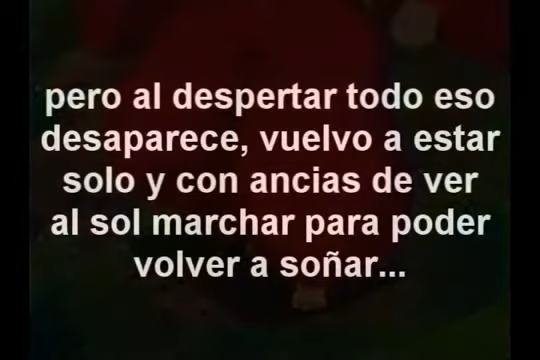 pero al despertar todo eso
desaparece, vuelvo a estar
solo y con ancias de ver
al sol marchar para poder
volver a soñar...